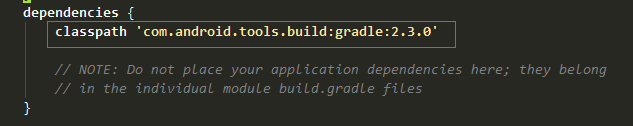 dependencies {
classpath 'com.android.tools.build:gradle:2.3.0'
// NOTE: Do not place your application dependencies here; they belong
// in the individual module build.gradle files
}